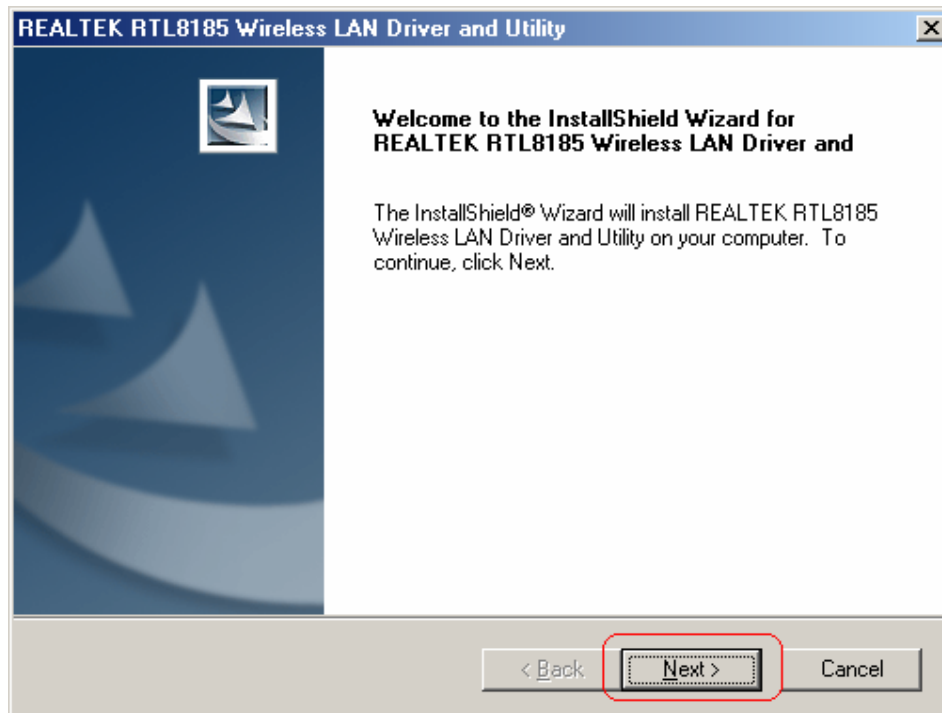 REALTEK RTL8185 Wireless LAN Driver and Utility
Welcome to the InstallShield Wizard for
REALTEK RTL8185 Wireless LAN Driver and
The InstallShield® Wizard will install REALTEK RTL8185
Wireless LAN Driver and Utility on your computer. To
continue, click Next.
< Back
Next >
Cancel